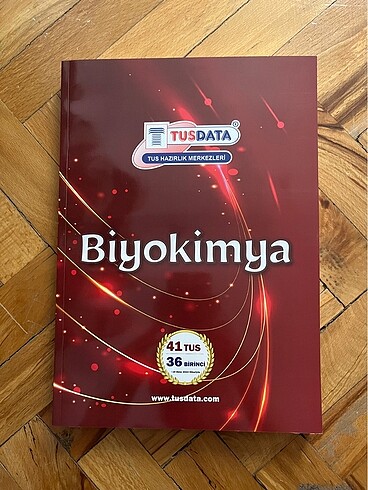 TUSDATA®
TUS HAZIRLIK MERKEZLERİ
Biyokimya
41 TUS
36 BİRİNCİ
www.tusdata.com